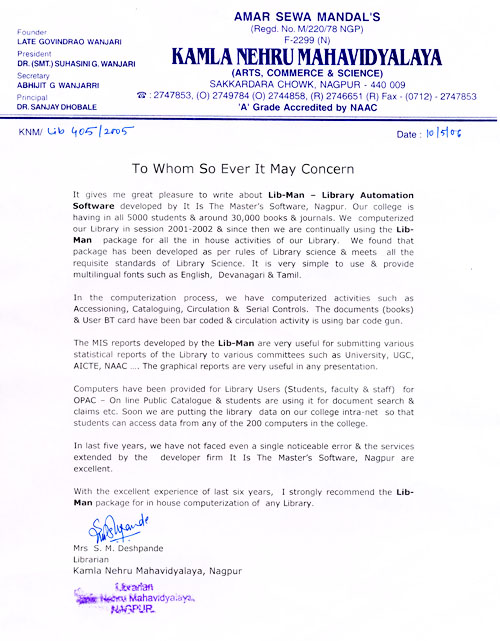 AMAR SEWA MANDAL'S
(Regd. No. M/220/78 NGP)
F-2299 (N)
KAMLA NEHRU MAHAVIDYALAYA
(ARTS, COMMERCE & SCIENCE)
SAKKARDARA CHOWK, NAGPUR - 440 009
☎ : 2747853, (O) 2749784 (O) 2744858, (R) 2746651 (R) Fax - (0712) - 2747853
'A' Grade Accredited by NAAC
Founder
LATE GOVINDRAO WANJARI
President
DR. (SMT.) SUHASINI G. WANJARI
Secretary
ABHIJIT G WANJARRI
Principal
DR. SANJAY DHOBALE
KNM/ Lib 405/2005
Date : 10/5/06
To Whom So Ever It May Concern
It gives me great pleasure to write about Lib-Man – Library Automation
Software developed by It Is The Master's Software, Nagpur. Our college is
having in all 5000 students & around 30,000 books & journals. We computerized
our Library in session 2001-2002 & since then we are continually using the Lib-
Man package for all the in house activities of our Library. We found that
package has been developed as per rules of Library science & meets all the
requisite standards of Library Science. It is very simple to use & provide
multilingual fonts such as English, Devanagari & Tamil.
In the computerization process, we have computerized activities such as
Accessioning, Cataloguing, Circulation & Serial Controls. The documents (books)
& User BT card have been bar coded & circulation activity is using bar code gun.
The MIS reports developed by the Lib-Man are very useful for submitting various
statistical reports of the Library to various committees such as University, UGC,
AICTE, NAAC .... The graphical reports are very useful in any presentation.
Computers have been provided for Library Users (Students, faculty & staff) for
OPAC – On line Public Catalogue & students are using it for document search &
claims etc. Soon we are putting the library data on our college intra-net so that
students can access data from any of the 200 computers in the college.
In last five years, we have not faced even a single noticeable error & the services
extended by the developer firm It Is The Master's Software, Nagpur are
excellent.
With the excellent experience of last six years, I strongly recommend the Lib-
Man package for in house computerization of any Library.
Mrs S. M. Deshpande
Librarian
Kamla Nehru Mahavidyalaya, Nagpur
Librarian
Nehru Mahavidyalaya,
NAGPUR.